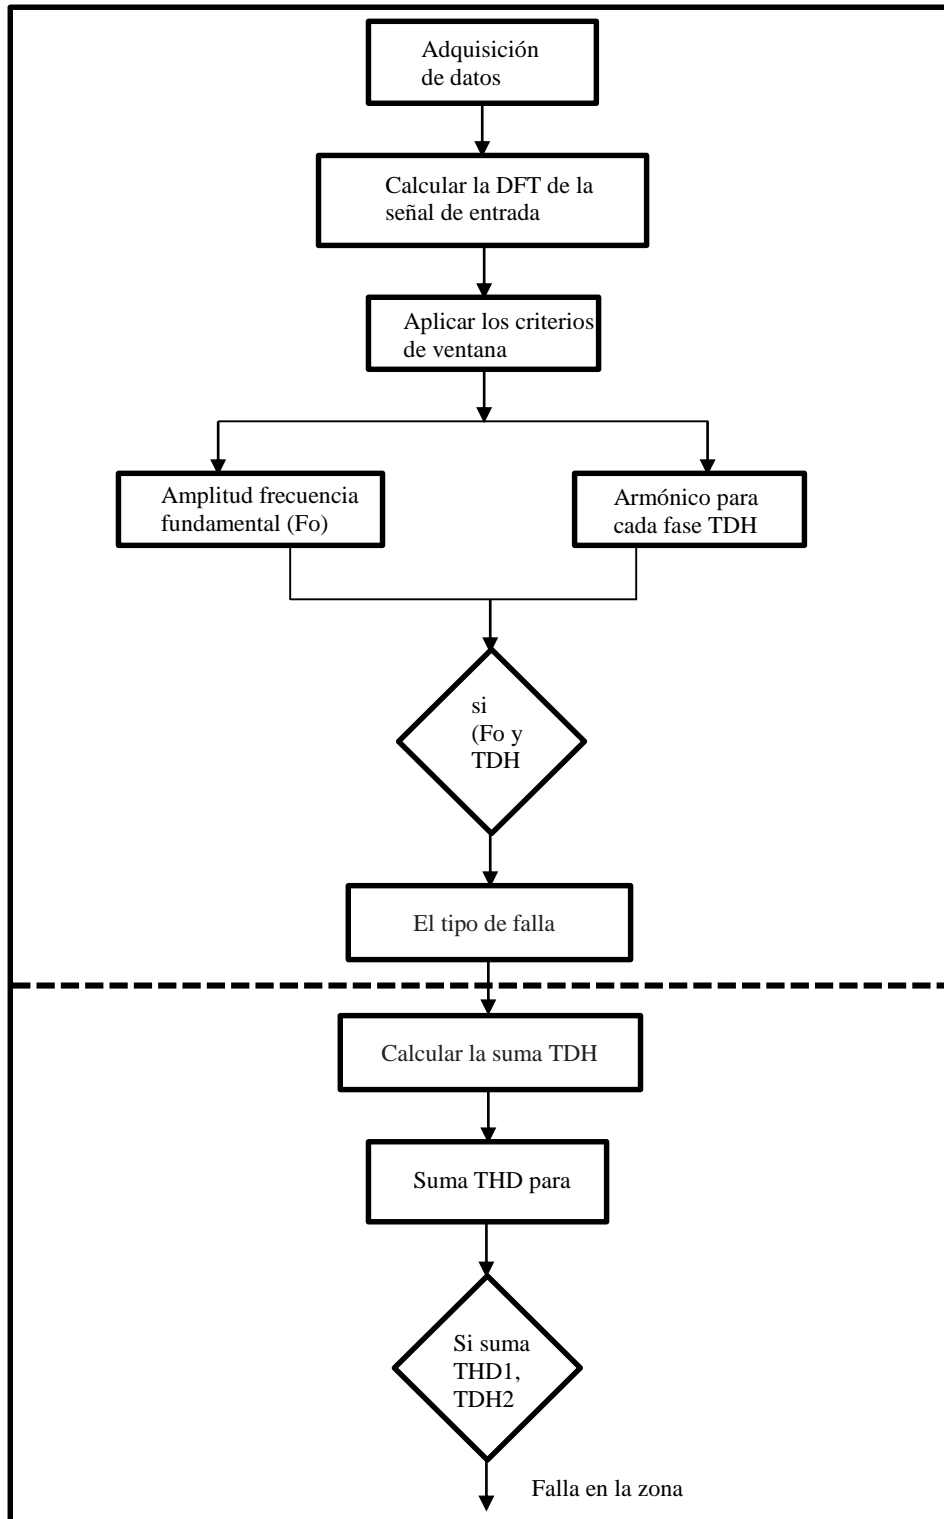 Adquisición
de datos
Calcular la DFT de la
señal de entrada
Aplicar los criterios
de ventana
Amplitud frecuencia
fundamental (Fo)
Armónico para
cada fase TDH
si
(Fo y
TDH
El tipo de falla
Calcular la suma TDH
Suma THD para
Si suma
THD1,
TDH2
Falla en la zona